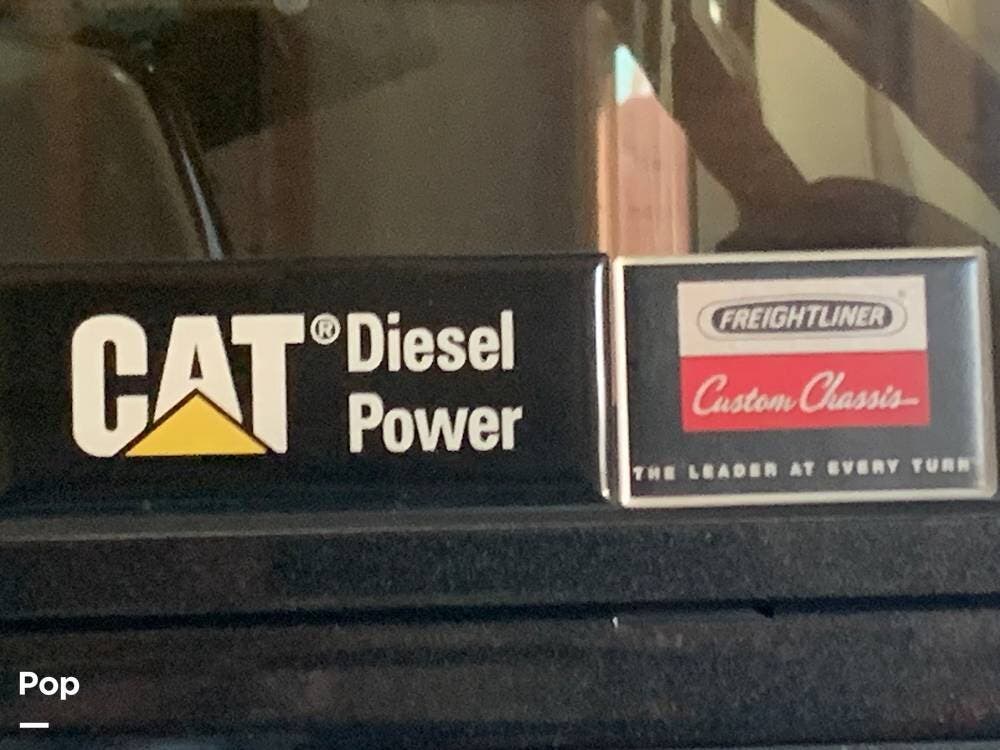 CAT® Diesel
Power
FREIGHTLINER®
Custom Chassis
THE LEADER AT EVERY TURN
Pop